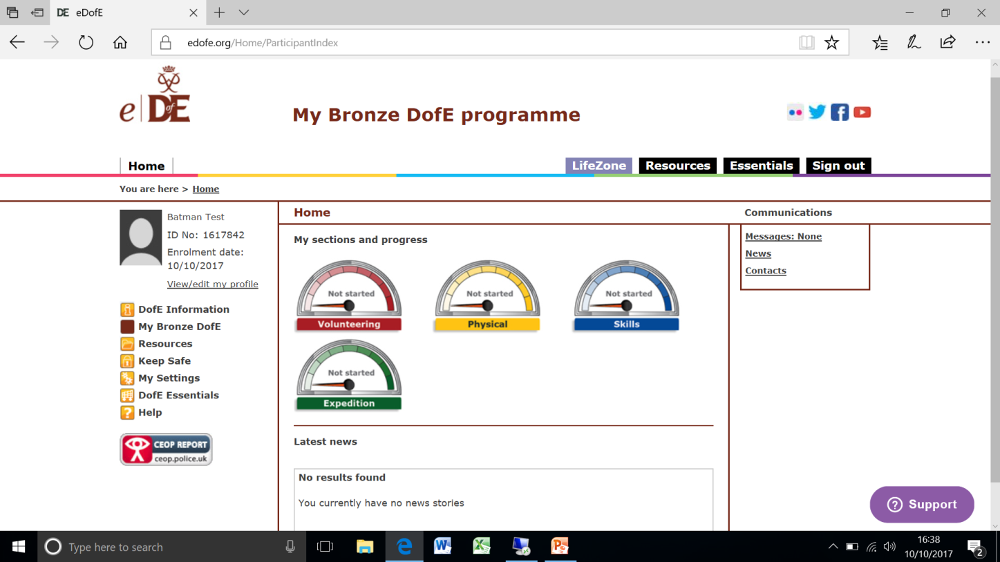 DE eDofE
edofe.org/Home/ParticipantIndex
e DofE
My Bronze DofE programme
Home
LifeZone
Resources
Essentials
Sign out
You are here > Home
Batman Test
ID No: 1617842
Enrolment date:
10/10/2017
View/edit my profile
DofE Information
My Bronze DofE
Resources
Keep Safe
My Settings
DofE Essentials
Help
CEOP REPORT
ceop.police.uk
Home
My sections and progress
Not started
Volunteering
Not started
Physical
Not started
Skills
Not started
Expedition
Latest news
No results found
You currently have no news stories
Communications
Messages: None
News
Contacts
Support
Type here to search
16:38
10/10/2017
2